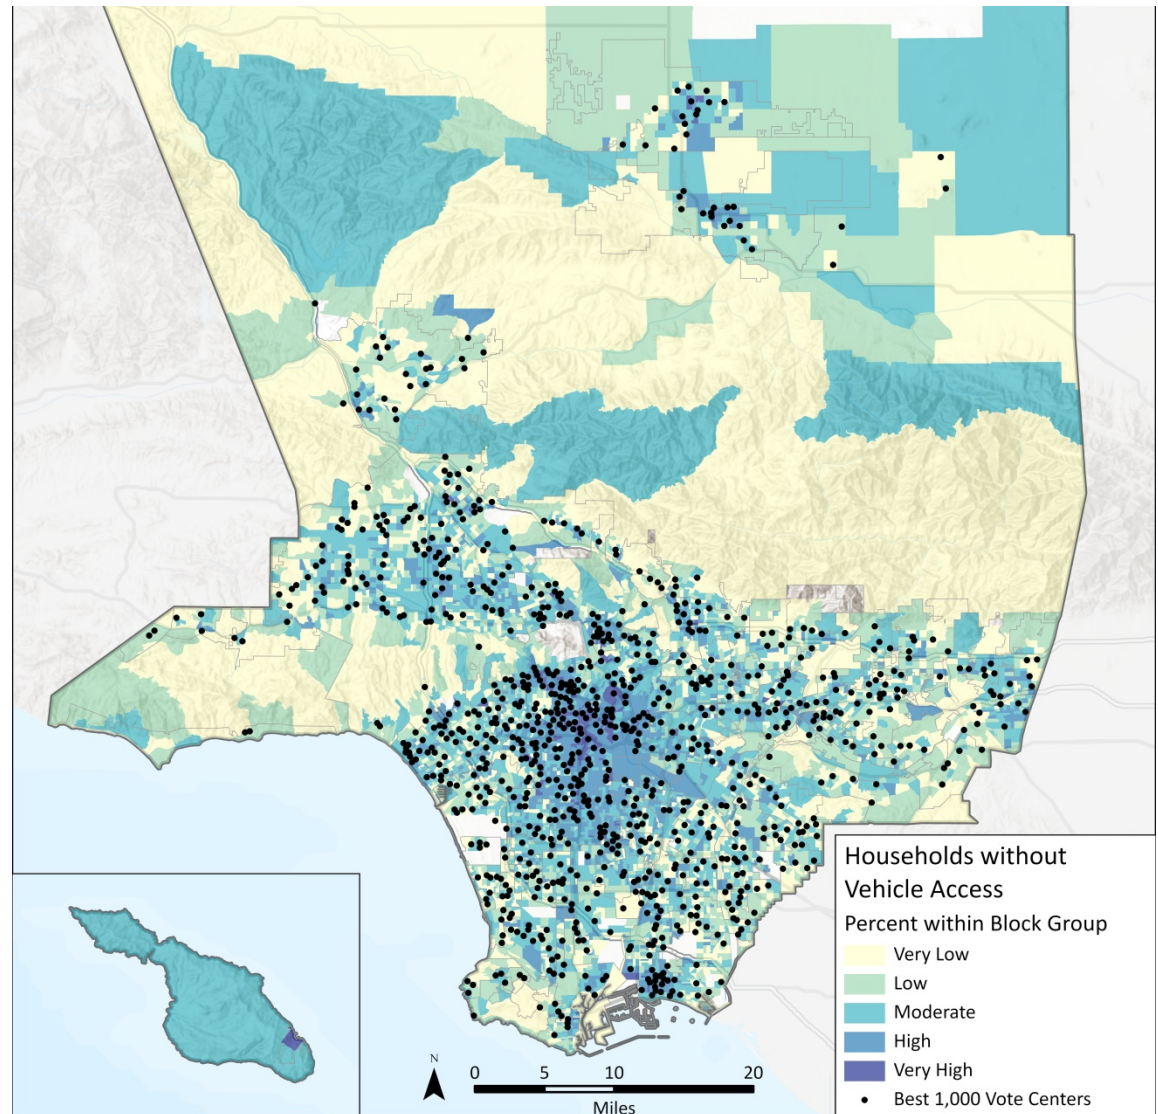 Households without
Vehicle Access
Percent within Block Group
Very Low
Low
Moderate
High
Very High
Best 1,000 Vote Centers
N
0 5 10 20
Miles